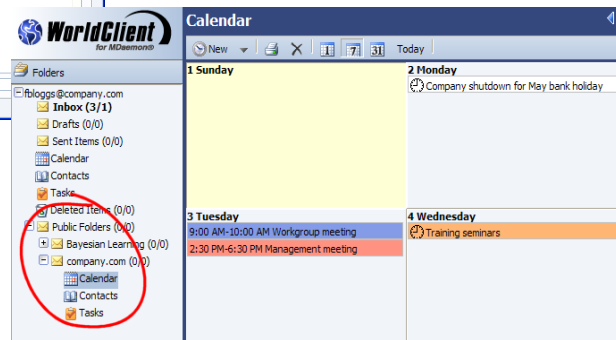 WorldClient
for MDaemon®
Calendar
New
1 7 31 Today
Folders
fbloggs@company.com
Inbox (3/1)
Drafts (0/0)
Sent Items (0/0)
Calendar
Contacts
Tasks
Deleted Items (0/0)
Public Folders (0/0)
Bayesian Learning (0/0)
company.com (0/0)
Calendar
Contacts
Tasks
1 Sunday
2 Monday
Company shutdown for May bank holiday
3 Tuesday
9:00 AM-10:00 AM Workgroup meeting
2:30 PM-6:30 PM Management meeting
4 Wednesday
Training seminars